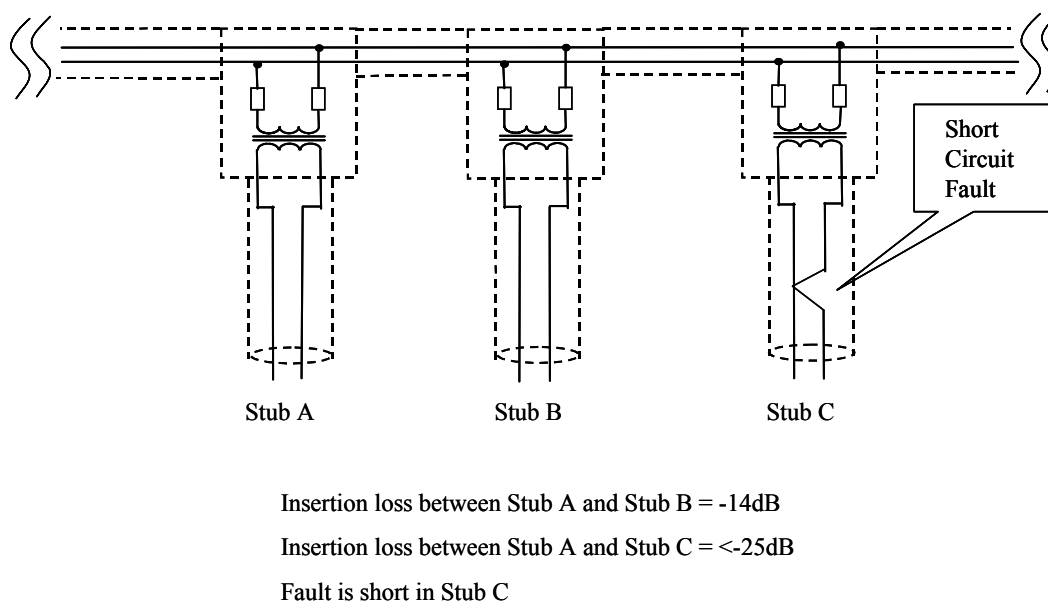 Short
Circuit
Fault
Stub A
Stub B
Stub C
Insertion loss between Stub A and Stub B = -14dB
Insertion loss between Stub A and Stub C = <-25dB
Fault is short in Stub C